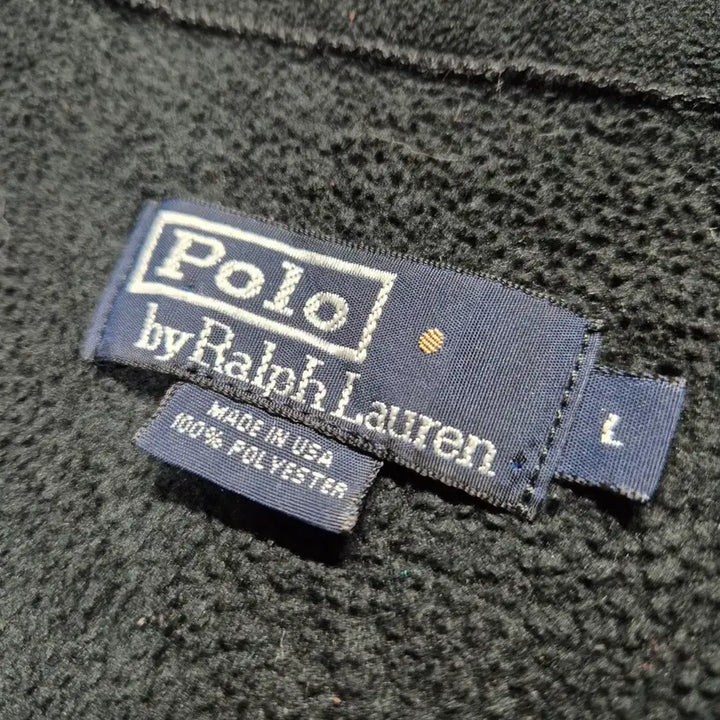 Polo
by Ralph Lauren
L
MADE IN USA
100% POLYESTER